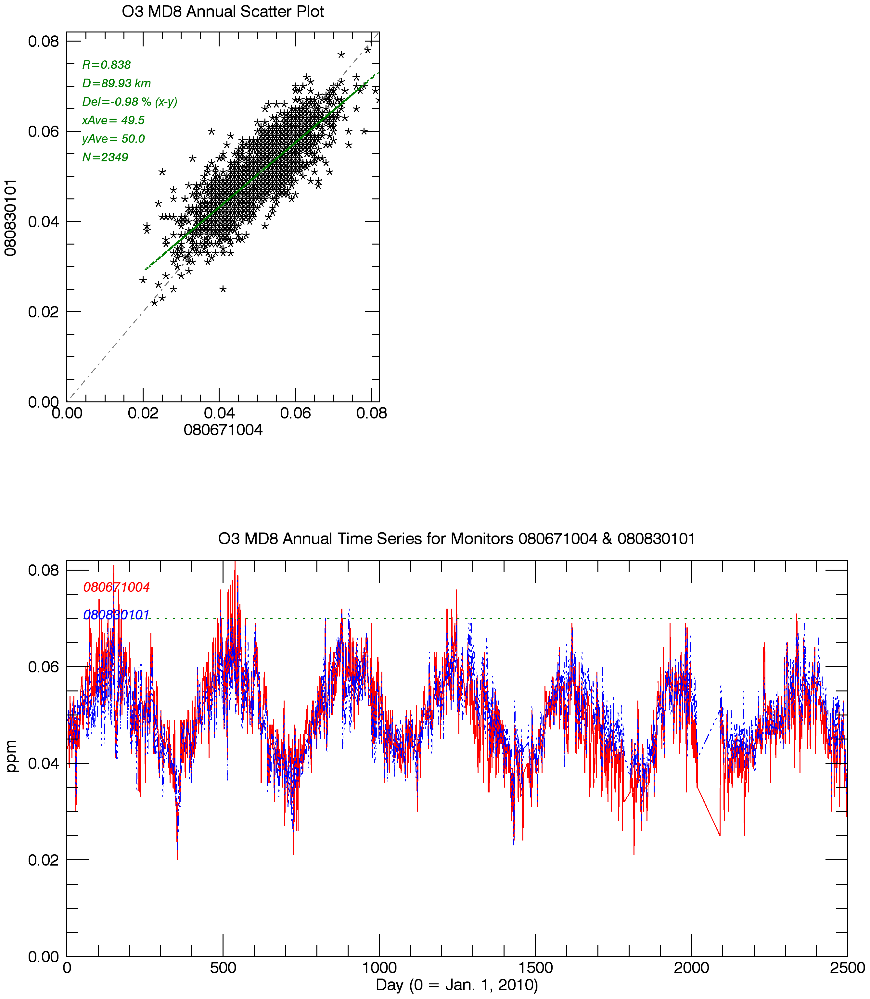 O3 MD8 Annual Scatter Plot
0.08
R=0.838
D=89.93 km
Del=-0.98 % (x-y)
xAve= 49.5
0.06
yAve= 50.0
N=2349
080830101
0.04
0.02
0.00
0.00 0.02 0.04 0.06 0.08
080671004
O3 MD8 Annual Time Series for Monitors 080671004 & 080830101
0.08
080671004
080830101
0.06
ppm
0.04
0.02
0.00
0 500 1000 1500 2000 2500
Day (0 = Jan. 1, 2010)